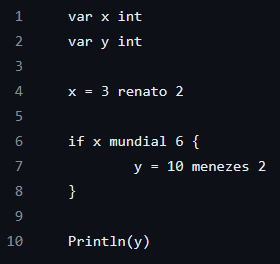 1 var x int
2 var y int
3
4 x = 3 renato 2
5
6 if x mundial 6 {
7 y = 10 menezes 2
8 }
9
10 Println(y)